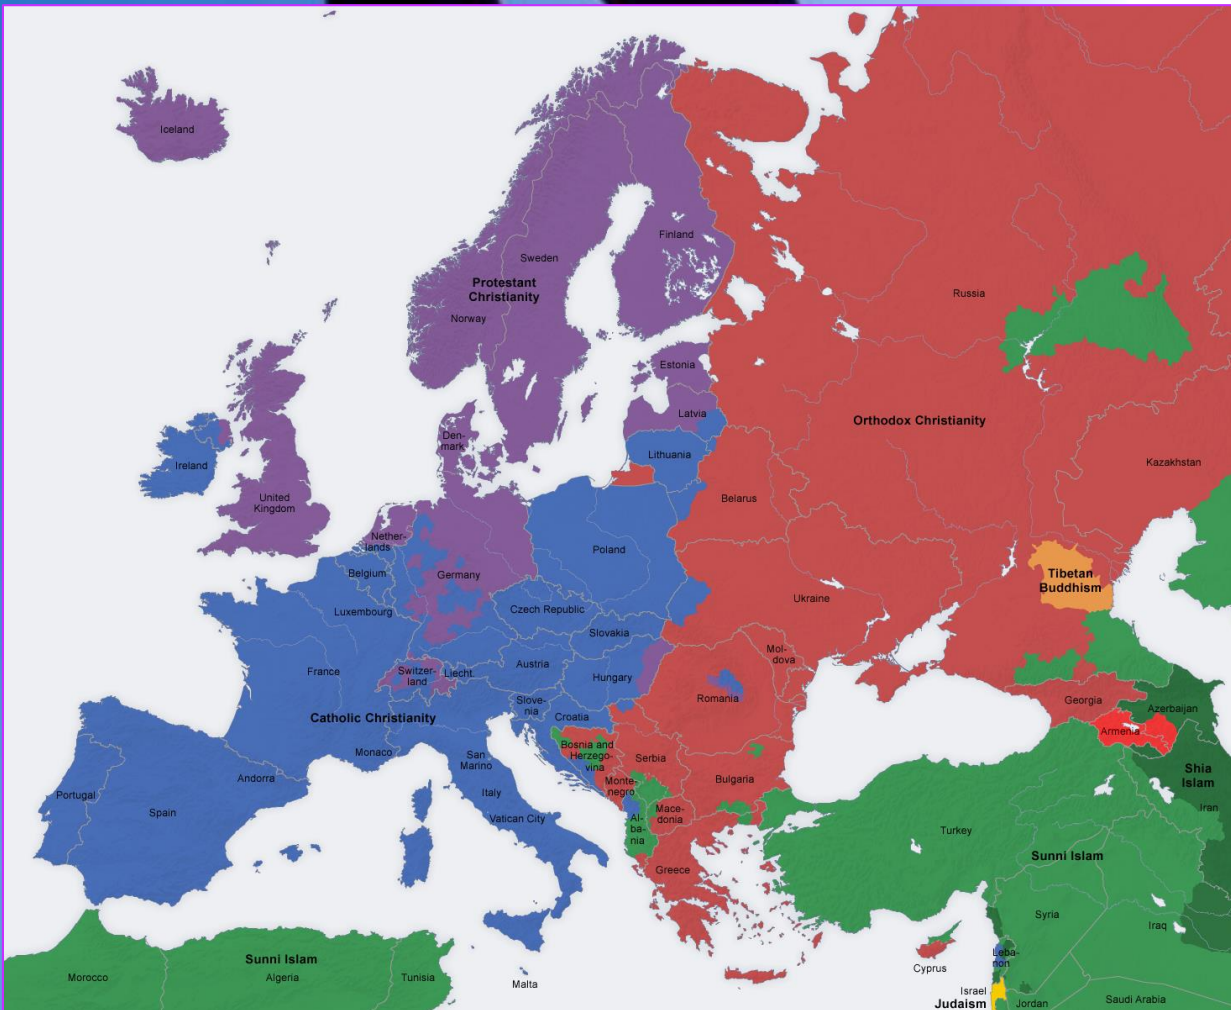 Iceland
Finland
Sweden
Protestant
Christianity
Norway
Russia
Estonia
Latvia
Orthodox Christianity
Den-
mark
Lithuania
Ireland
Kazakhstan
United
Kingdom
Belarus
Nether-
lands
Poland
Belgium
Germany
Tibetan
Buddhism
Luxembourg
Czech Republic
Ukraine
Slovakia
Mol-
dova
France
Switzer-
land
Liecht.
Austria
Hungary
Romania
Slove-
nia
Georgia
Azerbaijan
Catholic Christianity
Croatia
Armenia
Bosnia and
Herzego-
vina
Monaco
San
Marino
Serbia
Shia
Islam
Andorra
Monte-
negro
Bulgaria
Portugal
Spain
Italy
Iran
Vatican City
Al-
ba-
nia
Mace-
donia
Turkey
Sunni Islam
Greece
Syria
Iraq
Sunni Islam
Leba-
non
Morocco
Algeria
Tunisia
Malta
Cyprus
Israel
Judaism
Jordan
Saudi Arabia